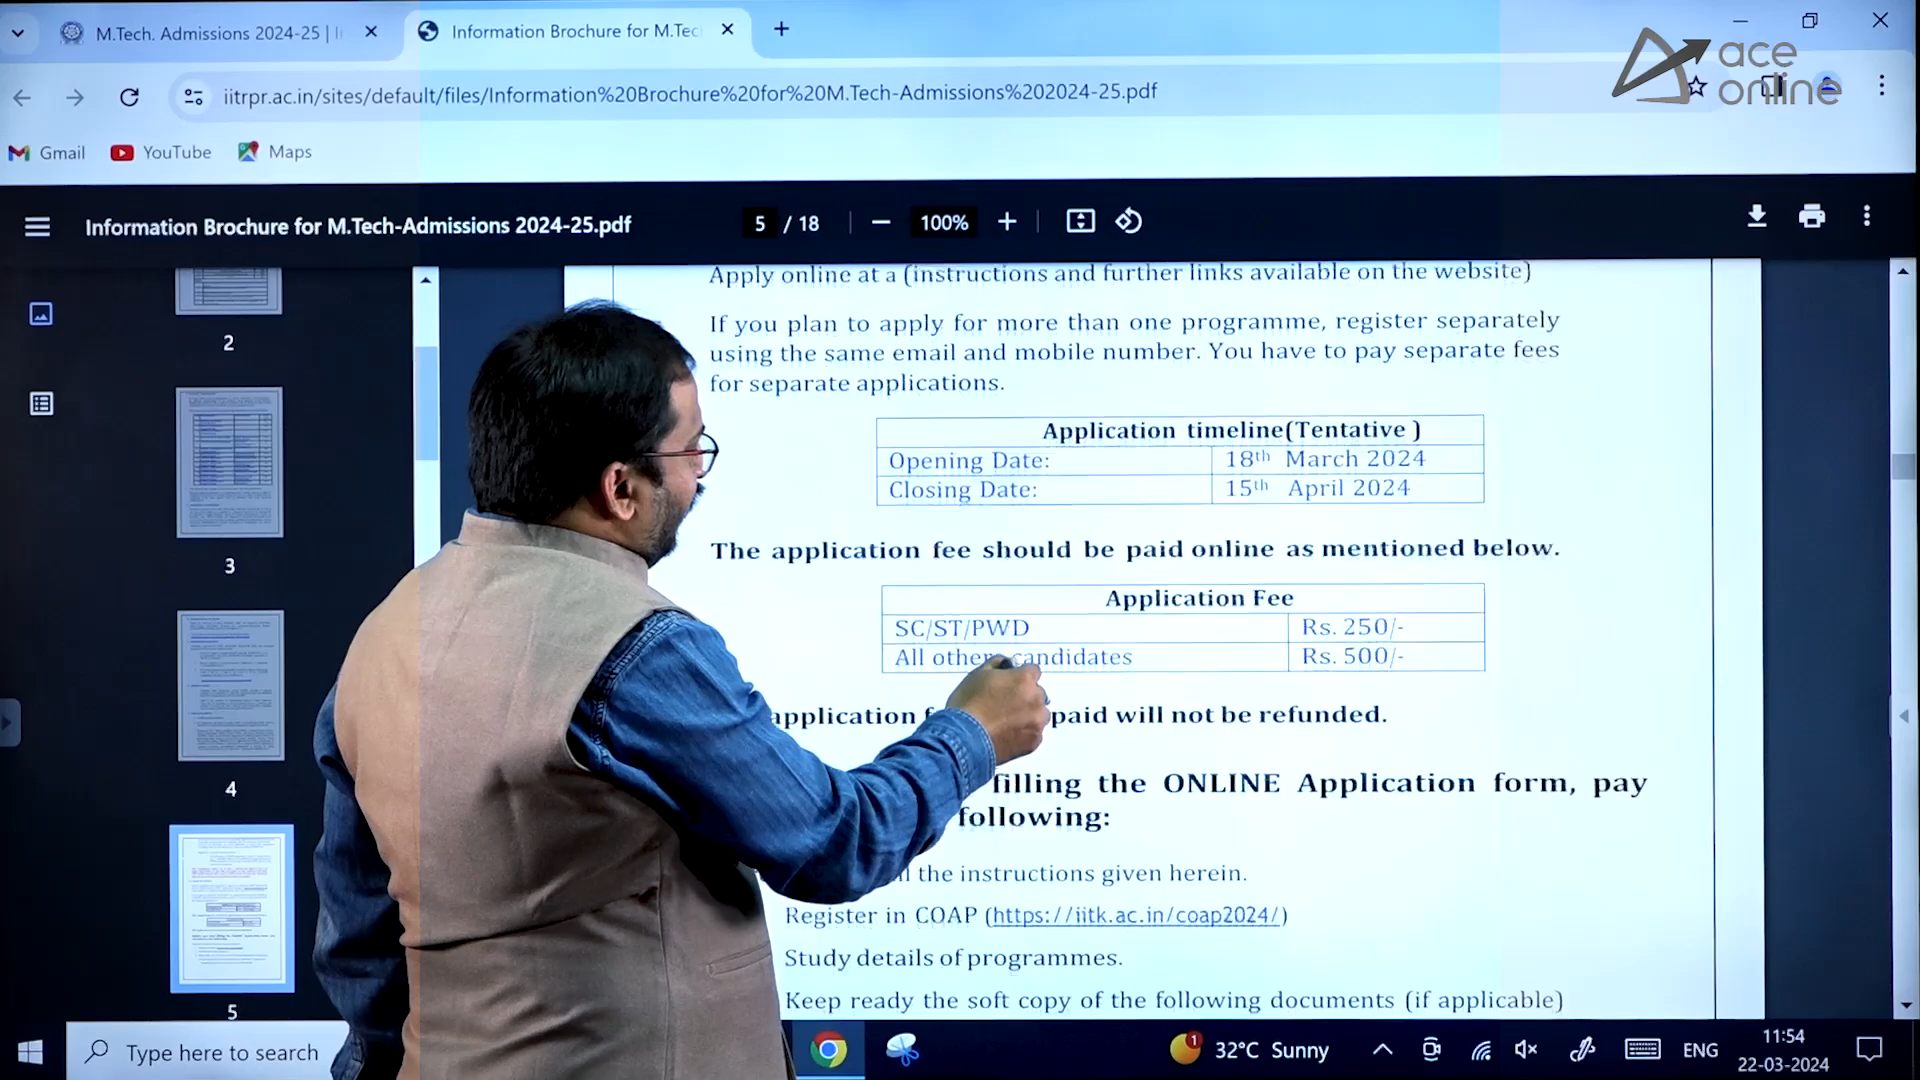 M.Tech. Admissions 2024-25 |
Information Brochure for M.Tec
iitrpr.ac.in/sites/default/files/Information%20Brochure%20for%20M.Tech-Admissions%202024-25.pdf
ace
online
Gmail
YouTube
Maps
Information Brochure for M.Tech-Admissions 2024-25.pdf
5 / 18
100%
2
3
4
5
Apply online at a (instructions and further links available on the website)
If you plan to apply for more than one programme, register separately
using the same email and mobile number. You have to pay separate fees
for separate applications.
Application timeline(Tentative )
Opening Date: 18th March 2024
Closing Date: 15th April 2024
The application fee should be paid online as mentioned below.
Application Fee
SC/ST/PWD Rs. 250/-
All others candidates Rs. 500/-
application paid will not be refunded.
filling the ONLINE Application form, pay
following:
the instructions given herein.
Register in COAP (https://iitk.ac.in/coap2024/)
Study details of programmes.
Keep ready the soft copy of the following documents (if applicable)
Type here to search
1
32°C Sunny
ENG
11:54
22-03-2024